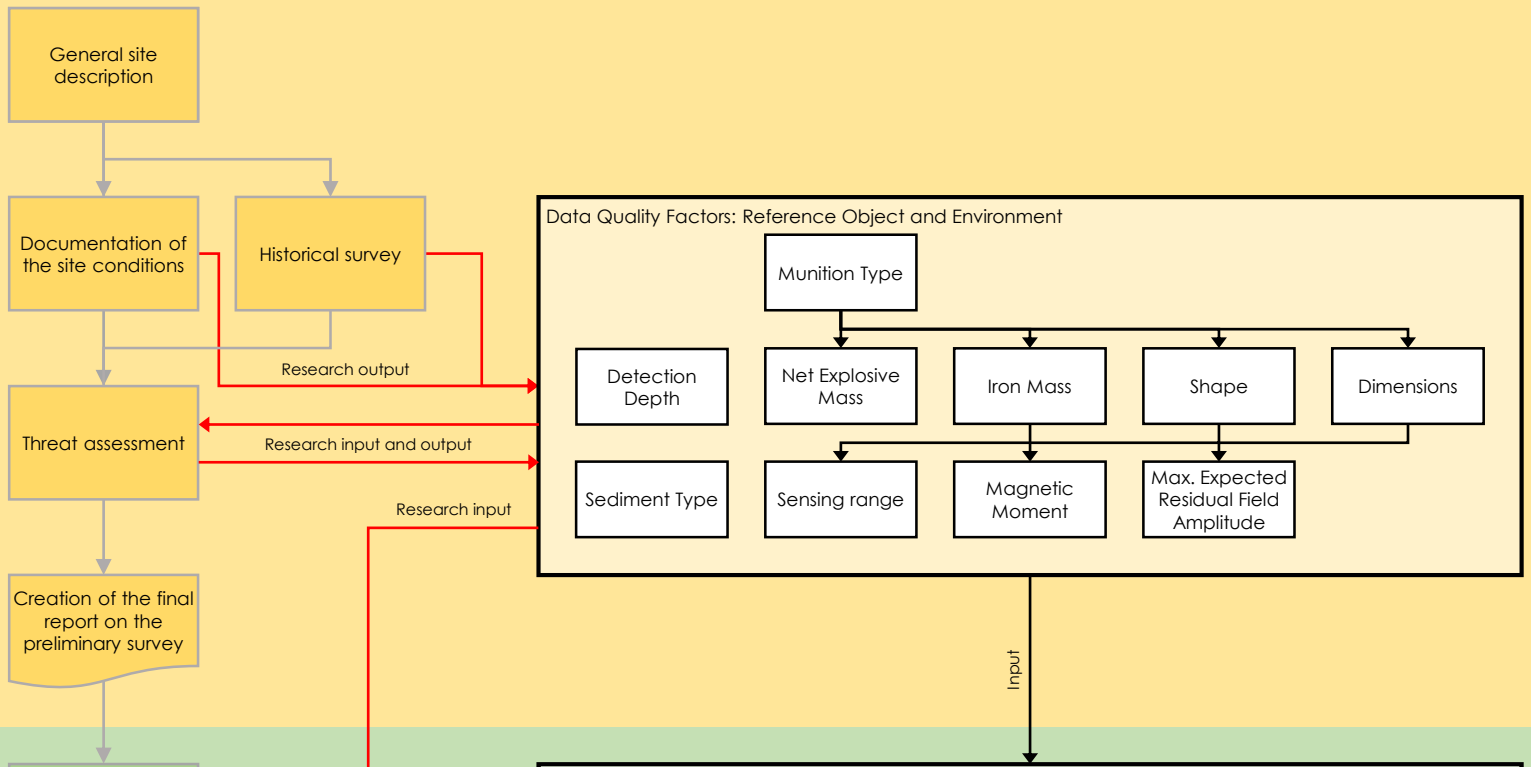 General site
description
Documentation of
the site conditions
Historical survey
Data Quality Factors: Reference Object and Environment
Munition Type
Detection
Depth
Net Explosive
Mass
Iron Mass
Shape
Dimensions
Research output
Threat assessment
Research input and output
Research input
Sediment Type
Sensing range
Magnetic
Moment
Max. Expected
Residual Field
Amplitude
Creation of the final
report on the
preliminary survey
Input